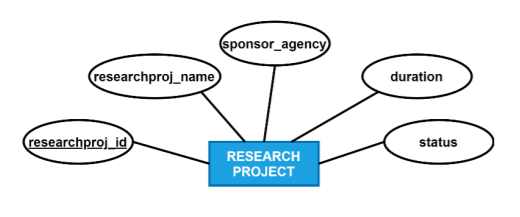 sponsor_agency
researchproj_name
duration
researchproj_id
status
RESEARCH
PROJECT